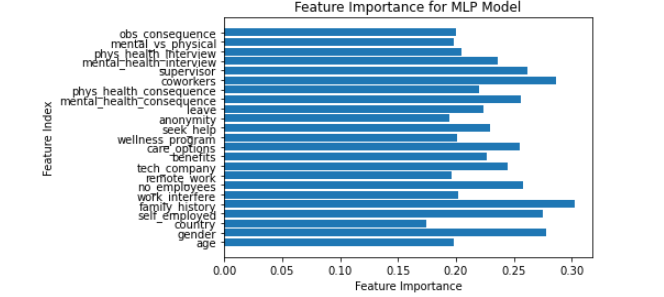 Feature Importance for MLP Model
obs_consequence
mental_vs_physical
phys_health_interview
mental_health_interview
supervisor
coworkers
phys_health_consequence
mental_health_consequence
leave
anonymity
seek_help
wellness_program
care_options
benefits
tech_company
remote_work
no_employees
work_interfere
family_history
self_employed
country
gender
age
Feature Index
0.00 0.05 0.10 0.15 0.20 0.25 0.30
Feature Importance